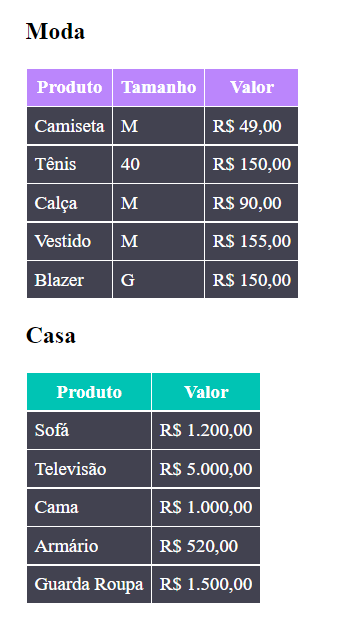 Moda
Produto Tamanho Valor
Camiseta M R$ 49,00
Tênis 40 R$ 150,00
Calça M R$ 90,00
Vestido M R$ 155,00
Blazer G R$ 150,00
Casa
Produto Valor
Sofá R$ 1.200,00
Televisão R$ 5.000,00
Cama R$ 1.000,00
Armário R$ 520,00
Guarda Roupa R$ 1.500,00